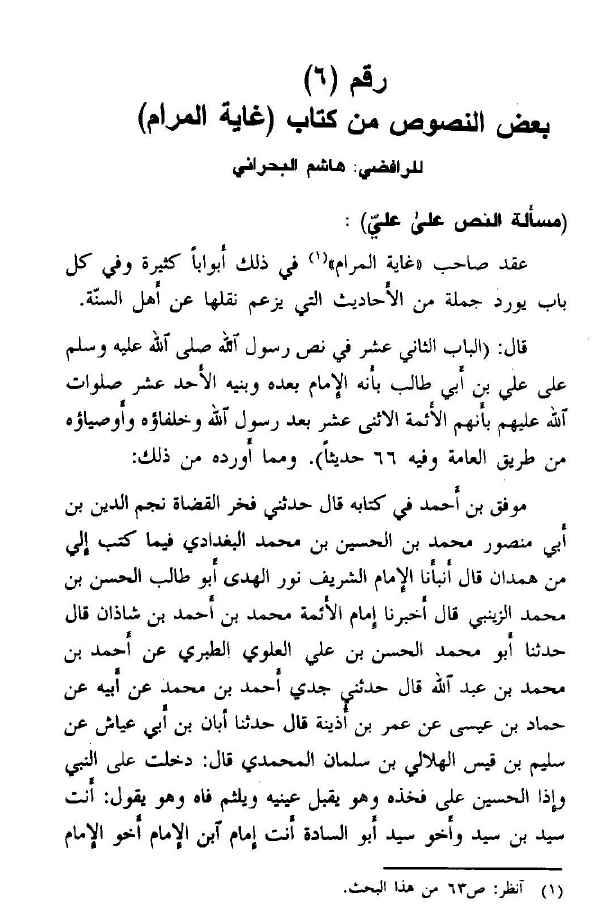 رقم (٦)
بعض النصوص من كتاب (غاية المرام)
للرافضي: هاشم البحراني
(مسألة النص علىٰ عليّ) :
عقد صاحب «غاية المرام»(١) في ذلك أبواباً كثيرة وفي كل
باب يورد جملة من الأحاديث التي يزعم نقلها عن أهل السنّة.
قال: (الباب الثاني عشر في نص رسول ٱلله صلى ٱلله عليه وسلم
على علي بن أبي طالب بأنه الإمام بعده وبنيه الأحد عشر صلوات
ٱلله عليهم بأنهم الأئمة الاثنى عشر بعد رسول ٱلله وخلفاؤه وأوصياؤه
من طريق العامة وفيه ٦٦ حديثاً). ومما أورده من ذلك:
موفق بن أحمد في كتابه قال حدثني فخر القضاة نجم الدين بن
أبي منصور محمد بن الحسين بن محمد البغدادي فيما كتب إلي
من همدان قال أنبأنا الإمام الشريف نور الهدى أبو طالب الحسن بن
محمد الزينبي قال أخبرنا إمام الأئمة محمد بن أحمد بن شاذان قال
حدثنا أبو محمد الحسن بن علي العلوي الطبري عن أحمد بن
محمد بن عبد ٱلله قال حدثني جدي أحمد بن محمد عن أبيه عن
حماد بن عيسى عن عمر بن أذينة قال حدثنا أبان بن أبي عياش عن
سليم بن قيس الهلالي بن سلمان المحمدي قال: دخلت على النبي
وإذا الحسين على فخذه وهو يقبل عينيه ويلثم فاه وهو يقول: أنت
سيد بن سيد وأخو سيد أبو السادة أنت إمام ٱبن الإمام أخو الإمام
(١) ٱنظر: ص٦٣ من هذا البحث.